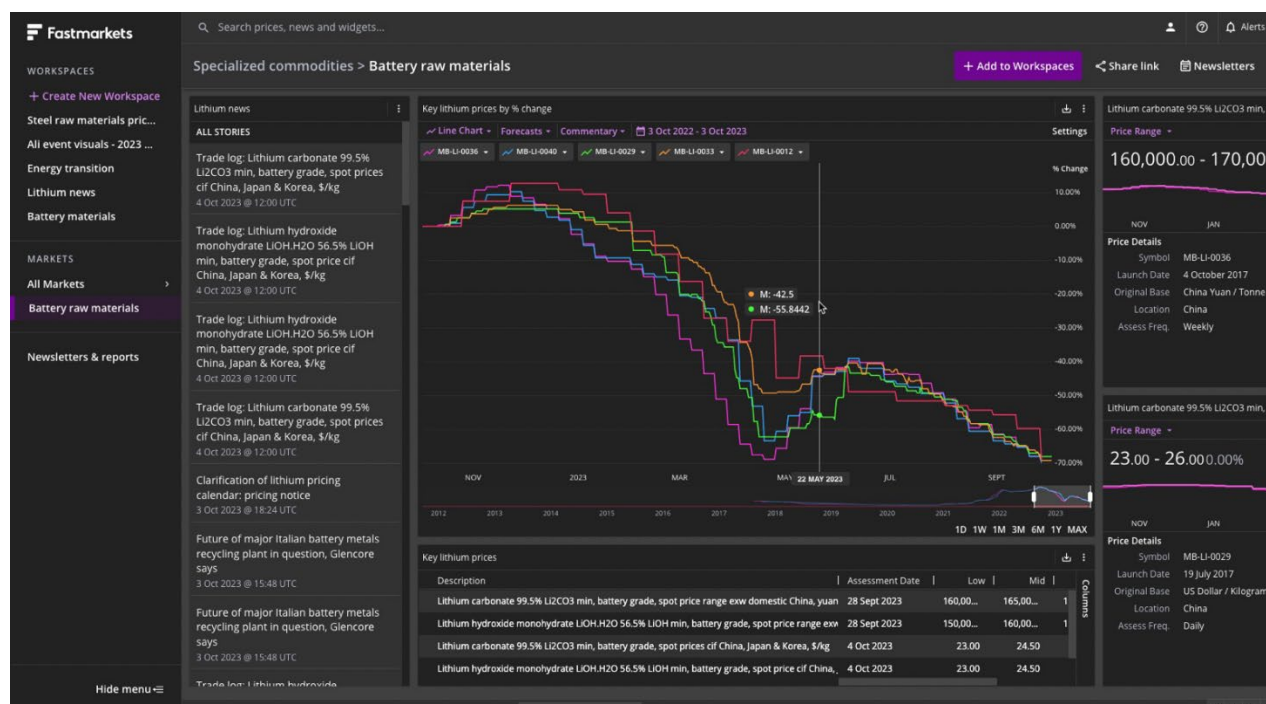 Fastmarkets
Search prices, news and widgets...
Alerts
WORKSPACES
+ Create New Workspace
Steel raw materials pric...
Ali event visuals - 2023 ...
Energy transition
Lithium news
Battery materials
MARKETS
All Markets >
Battery raw materials
Newsletters & reports
Hide menu
Specialized commodities > Battery raw materials
+ Add to Workspaces
Share link
Newsletters
Lithium news
ALL STORIES
Trade log: Lithium carbonate 99.5%
Li2CO3 min, battery grade, spot prices
cif China, Japan & Korea, $/kg
4 Oct 2023 @ 12:00 UTC
Trade log: Lithium hydroxide
monohydrate LiOH.H2O 56.5% LiOH
min, battery grade, spot price cif
China, Japan & Korea, $/kg
4 Oct 2023 @ 12:00 UTC
Trade log: Lithium hydroxide
monohydrate LiOH.H2O 56.5% LiOH
min, battery grade, spot price cif
China, Japan & Korea, $/kg
4 Oct 2023 @ 12:00 UTC
Trade log: Lithium carbonate 99.5%
Li2CO3 min, battery grade, spot prices
cif China, Japan & Korea, $/kg
4 Oct 2023 @ 12:00 UTC
Clarification of lithium pricing
calendar: pricing notice
3 Oct 2023 @ 18:24 UTC
Future of major Italian battery metals
recycling plant in question, Glencore
says
3 Oct 2023 @ 15:48 UTC
Future of major Italian battery metals
recycling plant in question, Glencore
says
3 Oct 2023 @ 15:48 UTC
Trade log: Lithium hydroxide
Key lithium prices by % change
Line Chart Forecasts Commentary 3 Oct 2022 - 3 Oct 2023 Settings
MB-LI-0036 MB-LI-0040 MB-LI-0029 MB-LI-0033 MB-LI-0012
% Change
10.00%
0.00%
-10.00%
-20.00%
-30.00%
-40.00%
-50.00%
-60.00%
-70.00%
M: -42.5
M: -55.8442
NOV 2023 MAR MAY 22 MAY 2023 JUL SEPT
2012 2013 2014 2015 2016 2017 2018 2019 2020 2021 2022 2023
1D 1W 1M 3M 6M 1Y MAX
Key lithium prices
Description Assessment Date Low Mid
Lithium carbonate 99.5% Li2CO3 min, battery grade, spot price range exw domestic China, yuan 28 Sept 2023 160,00... 165,00... 1
Lithium hydroxide monohydrate LiOH.H2O 56.5% LiOH min, battery grade, spot price range exw 28 Sept 2023 150,00... 160,00... 1
Lithium carbonate 99.5% Li2CO3 min, battery grade, spot prices cif China, Japan & Korea, $/kg 4 Oct 2023 23.00 24.50
Lithium hydroxide monohydrate LiOH.H2O 56.5% LiOH min, battery grade, spot price cif China, 4 Oct 2023 23.00 24.50
Columns
Lithium carbonate 99.5% Li2CO3 min,
Price Range
160,000.00 - 170,00
NOV JAN
Price Details
Symbol MB-LI-0036
Launch Date 4 October 2017
Original Base China Yuan / Tonne
Location China
Assess Freq. Weekly
Lithium carbonate 99.5% Li2CO3 min,
Price Range
23.00 - 26.00 0.00%
NOV JAN
Price Details
Symbol MB-LI-0029
Launch Date 19 July 2017
Original Base US Dollar / Kilogram
Location China
Assess Freq. Daily